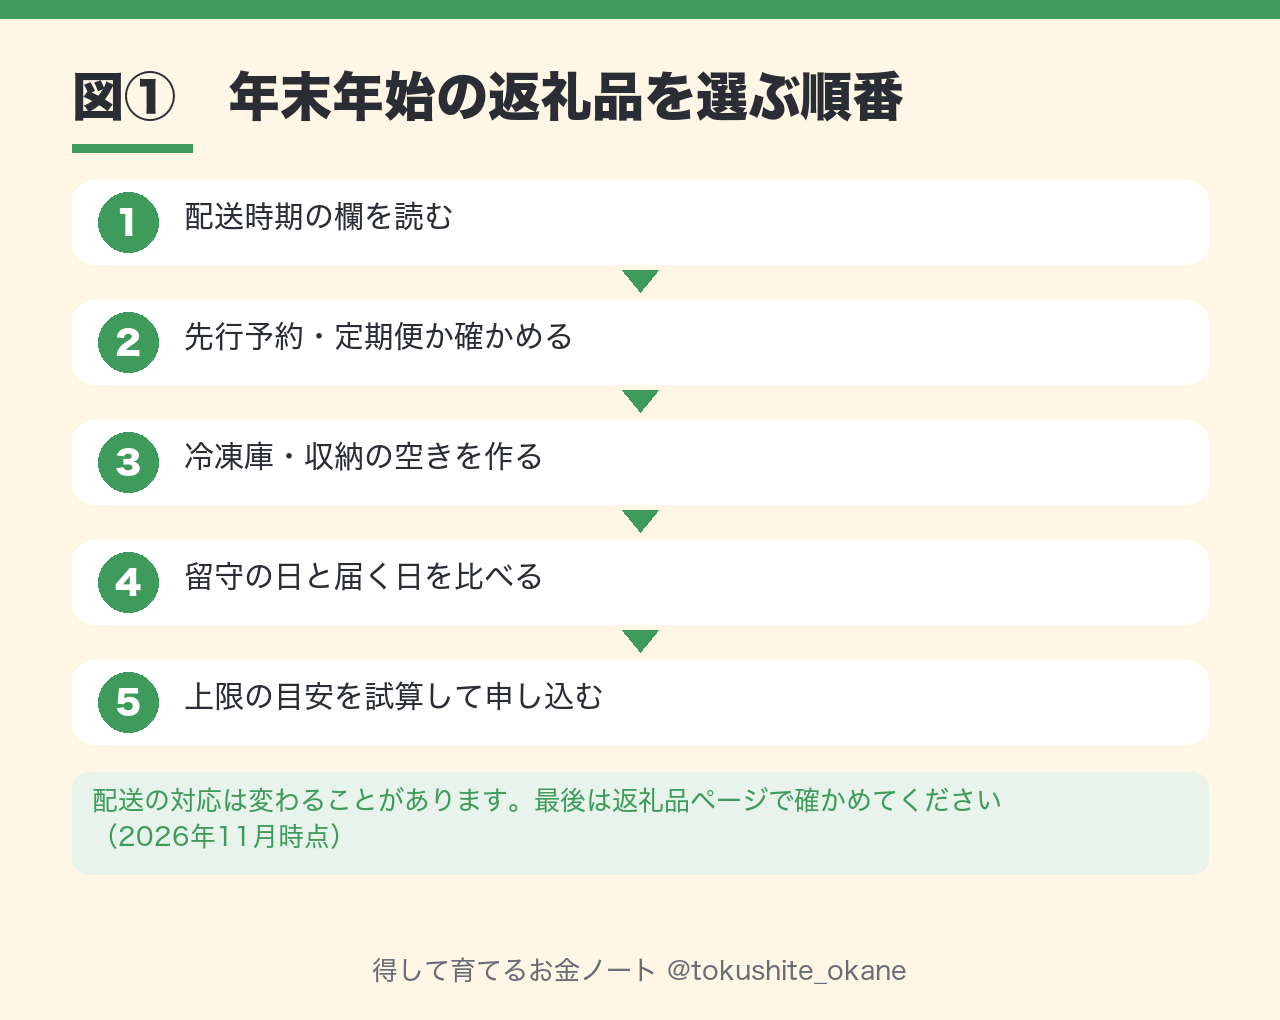 図①　年末年始の返礼品を選ぶ順番
1 配送時期の欄を読む
2 先行予約・定期便か確かめる
3 冷凍庫・収納の空きを作る
4 留守の日と届く日を比べる
5 上限の目安を試算して申し込む
配送の対応は変わることがあります。最後は返礼品ページで確かめてください
（2026年11月時点）
得して育てるお金ノート @tokushite_okane